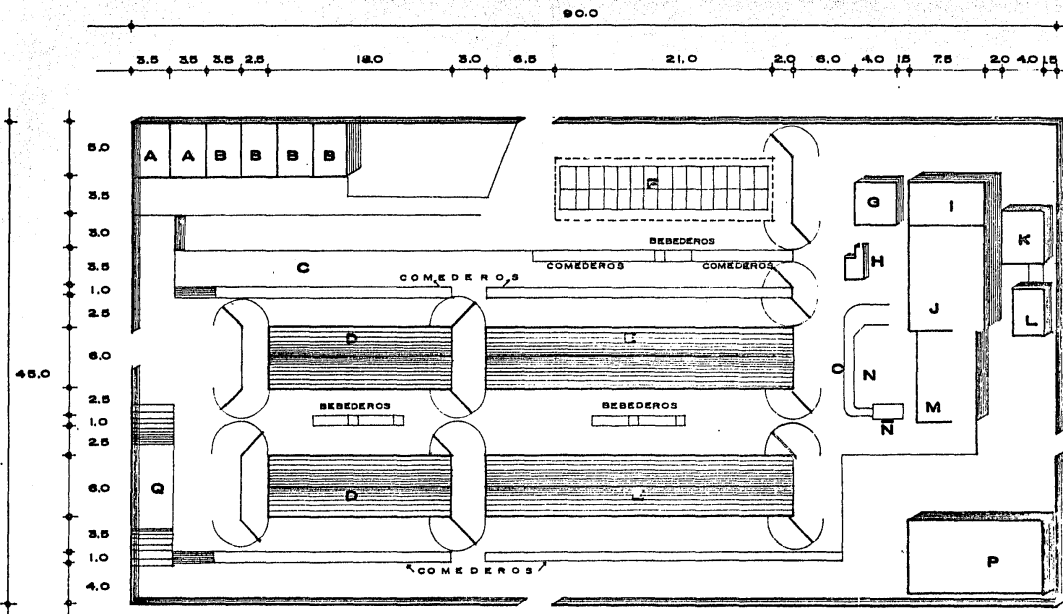 90.0
3.5 3.5 3.5 2.5 18.0 3.0 6.5 21.0 2.0 6.0 4.0 1.5 7.5 2.0 4.0 1.5
45.0
5.0
3.5
3.0
3.5
1.0
2.5
6.0
2.5
1.0
2.5
6.0
3.5
1.0
4.0
A A B B B B
G I
K
BEBEDEROS
H
C COMEDEROS COMEDEROS
COMEDEROS
J L
D
O N
BEBEDEROS BEBEDEROS M
Ñ
Q D
P
COMEDEROS